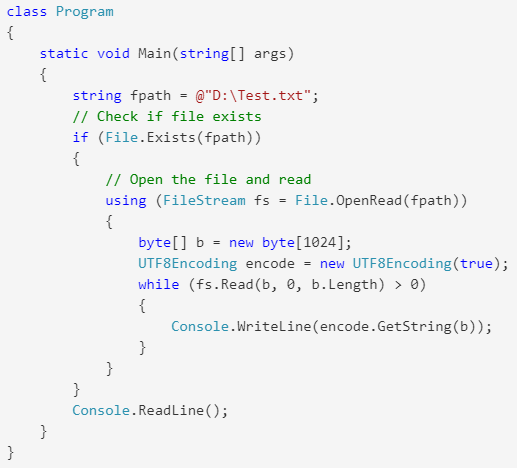 class Program
{
    static void Main(string[] args)
    {
        string fpath = @"D:\Test.txt";
        // Check if file exists
        if (File.Exists(fpath))
        {
            // Open the file and read
            using (FileStream fs = File.OpenRead(fpath))
            {
                byte[] b = new byte[1024];
                UTF8Encoding encode = new UTF8Encoding(true);
                while (fs.Read(b, 0, b.Length) > 0)
                {
                    Console.WriteLine(encode.GetString(b));
                }
            }
        }
        Console.ReadLine();
    }
}